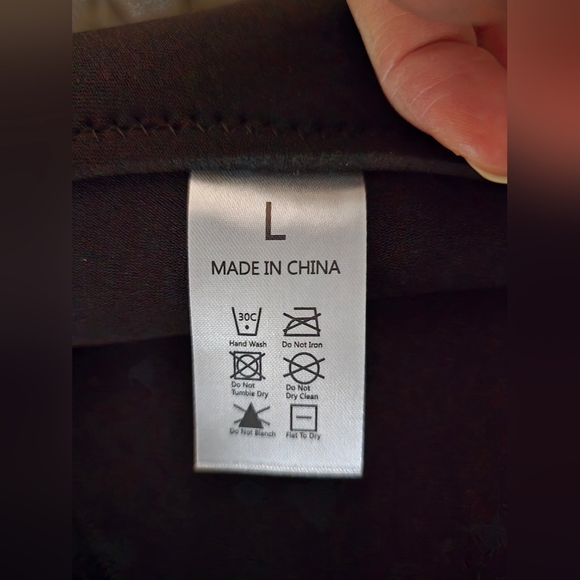 L
MADE IN CHINA
30C
Hand Wash
Do Not Iron
Do Not
Tumble Dry
Do Not
Dry Clean
Do Not Bleach
Flat To Dry